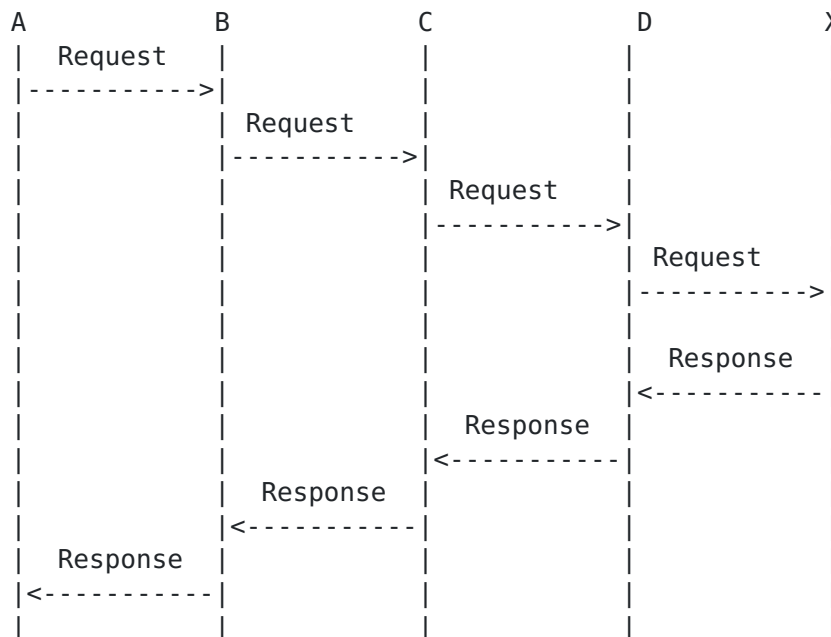 A B C D X
Request
Request
Request
Request
Response
Response
Response
Response